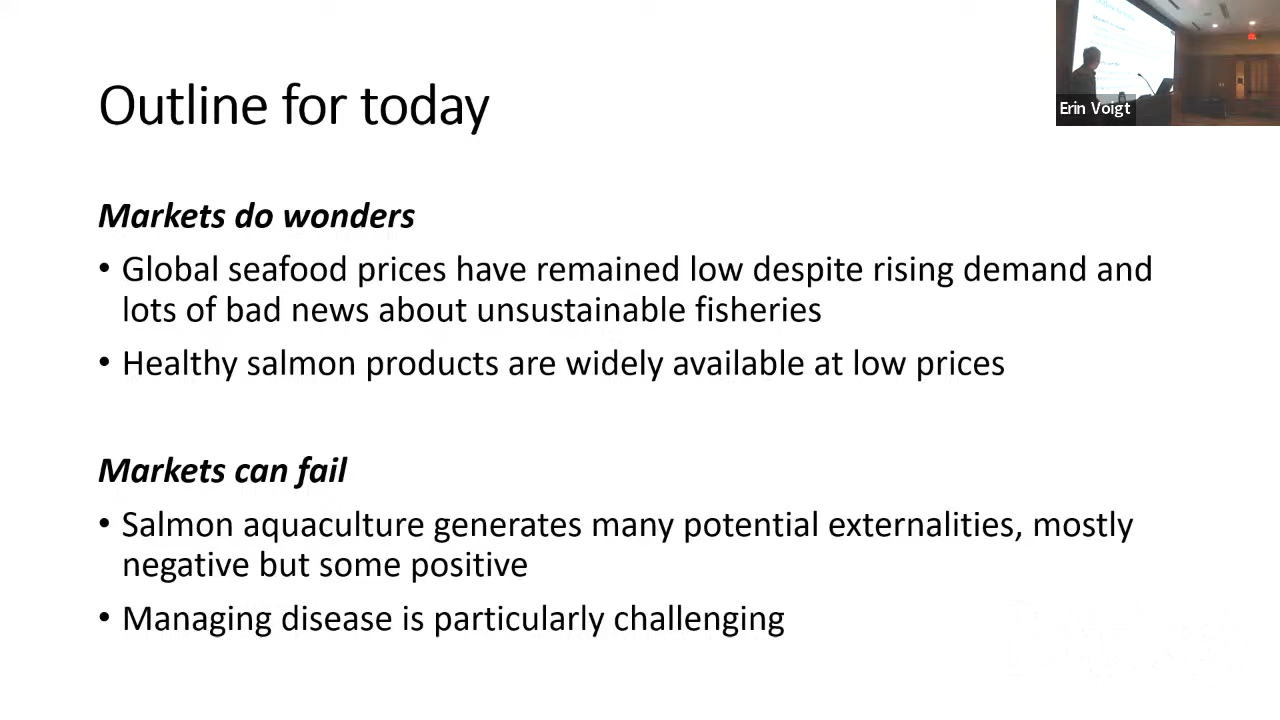 Outline for today
Erin Voigt
Markets do wonders
• Global seafood prices have remained low despite rising demand and
lots of bad news about unsustainable fisheries
• Healthy salmon products are widely available at low prices
Markets can fail
• Salmon aquaculture generates many potential externalities, mostly
negative but some positive
• Managing disease is particularly challenging